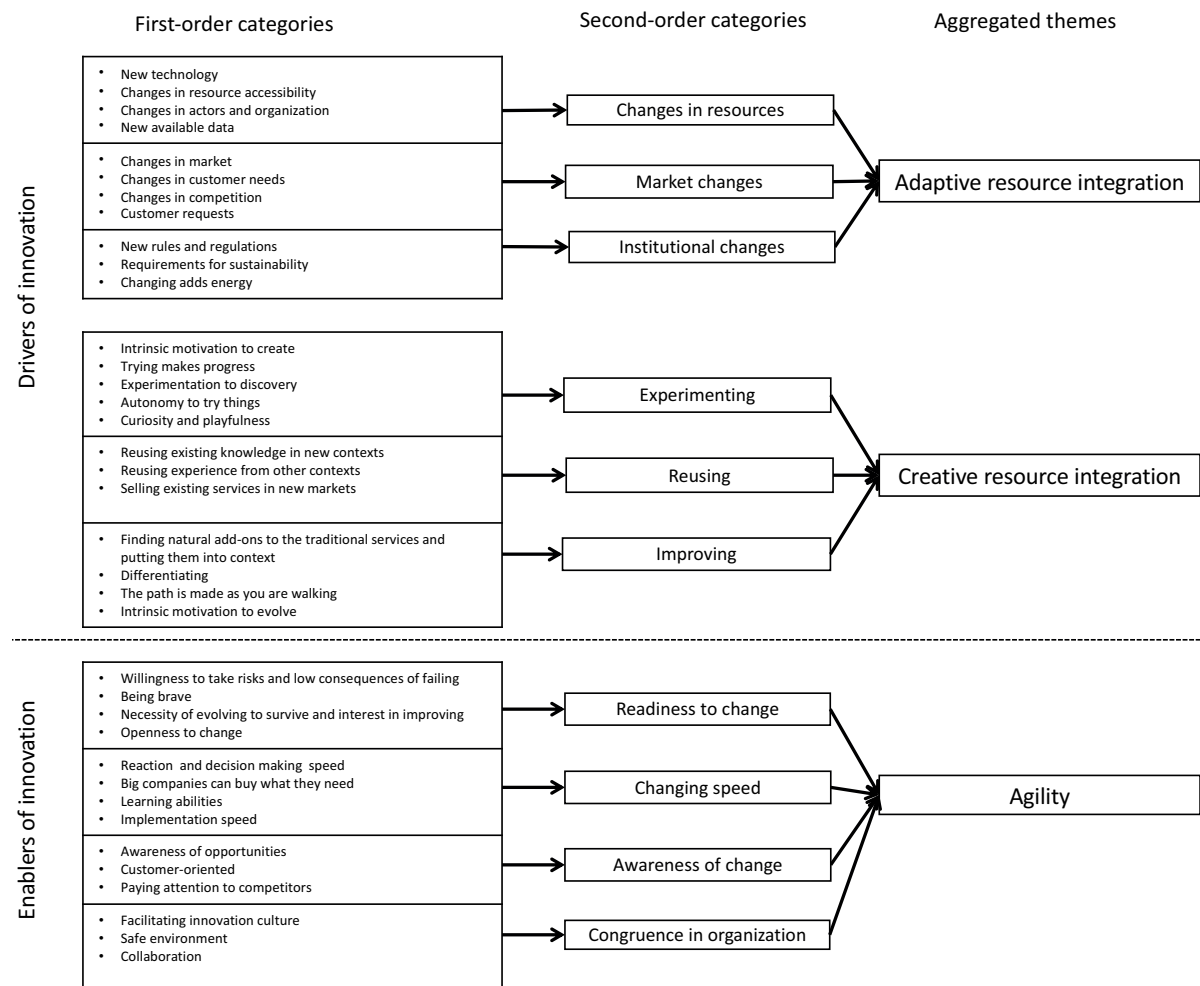 First-order categories
Second-order categories
Aggregated themes
Drivers of innovation
• New technology
• Changes in resource accessibility
• Changes in actors and organization
• New available data
Changes in resources
• Changes in market
• Changes in customer needs
• Changes in competition
• Customer requests
Market changes
Adaptive resource integration
• New rules and regulations
• Requirements for sustainability
• Changing adds energy
Institutional changes
• Intrinsic motivation to create
• Trying makes progress
• Experimentation to discovery
• Autonomy to try things
• Curiosity and playfulness
Experimenting
• Reusing existing knowledge in new contexts
• Reusing experience from other contexts
• Selling existing services in new markets
Reusing
Creative resource integration
• Finding natural add-ons to the traditional services and
putting them into context
• Differentiating
• The path is made as you are walking
• Intrinsic motivation to evolve
Improving
Enablers of innovation
• Willingness to take risks and low consequences of failing
• Being brave
• Necessity of evolving to survive and interest in improving
• Openness to change
Readiness to change
• Reaction and decision making speed
• Big companies can buy what they need
• Learning abilities
• Implementation speed
Changing speed
Agility
• Awareness of opportunities
• Customer-oriented
• Paying attention to competitors
Awareness of change
• Facilitating innovation culture
• Safe environment
• Collaboration
Congruence in organization